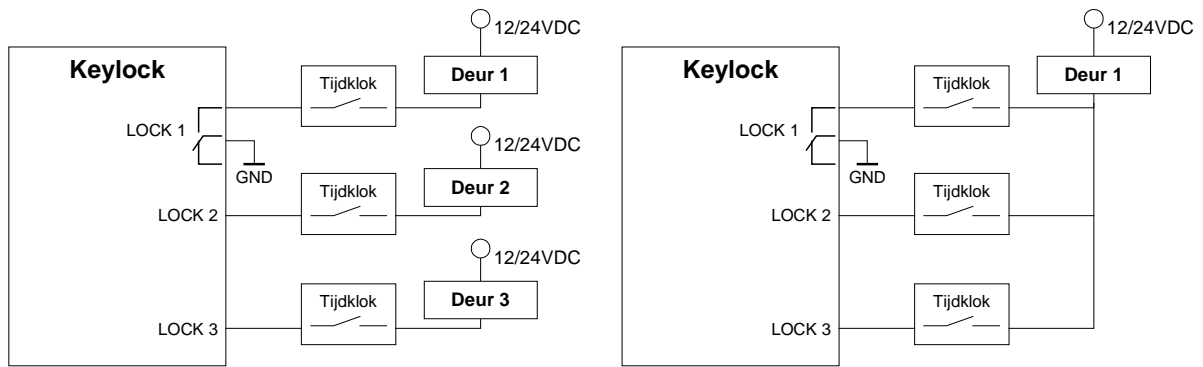 12/24VDC
Keylock
Tijdklok
Deur 1
LOCK 1
GND
12/24VDC
Deur 2
Tijdklok
LOCK 2
12/24VDC
Deur 3
Tijdklok
LOCK 3
12/24VDC
Keylock
Tijdklok
Deur 1
LOCK 1
GND
Tijdklok
LOCK 2
Tijdklok
LOCK 3